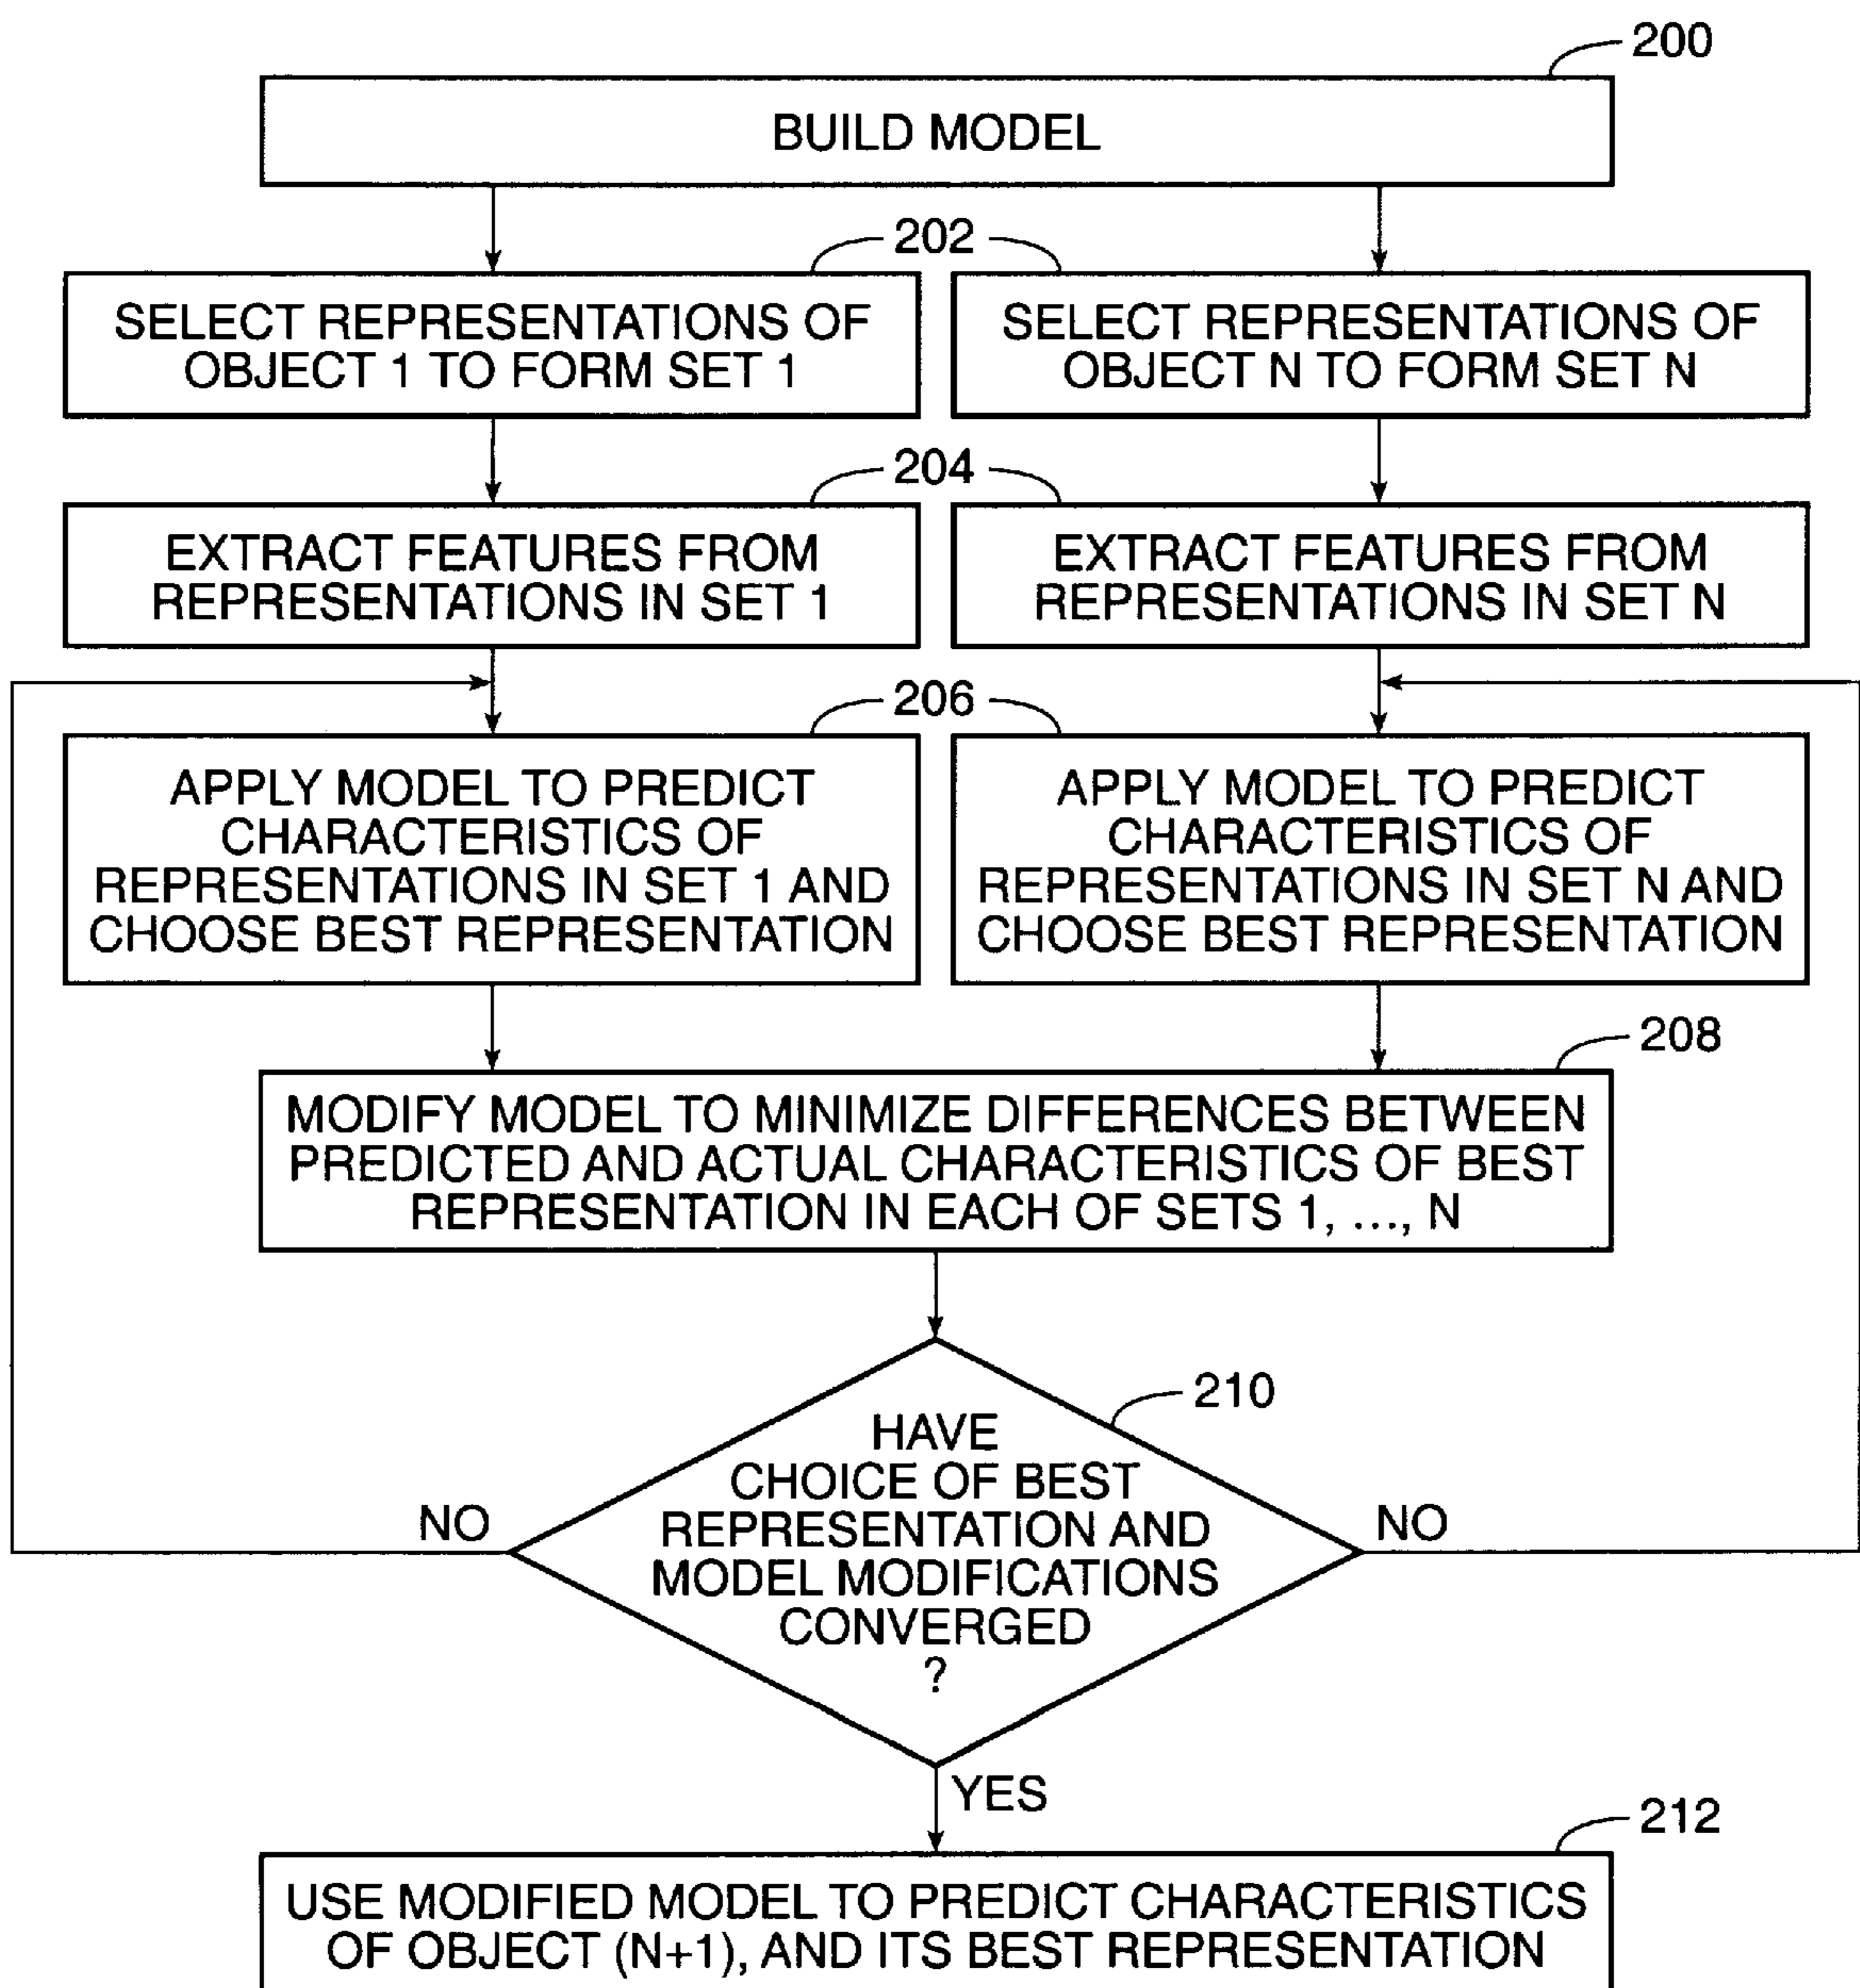 200
BUILD MODEL
202
SELECT REPRESENTATIONS OF
OBJECT 1 TO FORM SET 1
SELECT REPRESENTATIONS OF
OBJECT N TO FORM SET N
204
EXTRACT FEATURES FROM
REPRESENTATIONS IN SET 1
EXTRACT FEATURES FROM
REPRESENTATIONS IN SET N
206
APPLY MODEL TO PREDICT
CHARACTERISTICS OF
REPRESENTATIONS IN SET 1 AND
CHOOSE BEST REPRESENTATION
APPLY MODEL TO PREDICT
CHARACTERISTICS OF
REPRESENTATIONS IN SET N AND
CHOOSE BEST REPRESENTATION
208
MODIFY MODEL TO MINIMIZE DIFFERENCES BETWEEN
PREDICTED AND ACTUAL CHARACTERISTICS OF BEST
REPRESENTATION IN EACH OF SETS 1, ..., N
210
HAVE
CHOICE OF BEST
REPRESENTATION AND
MODEL MODIFICATIONS
CONVERGED
?
NO
NO
YES
212
USE MODIFIED MODEL TO PREDICT CHARACTERISTICS
OF OBJECT (N+1), AND ITS BEST REPRESENTATION